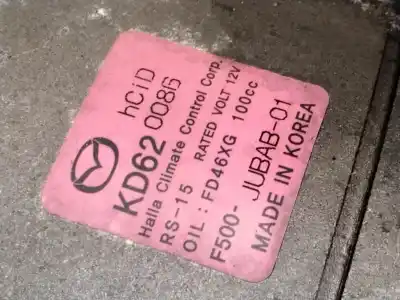 hCiD
KD62 0086
Halla Climate Control Corp.
RS-15 RATED VOLT 12V
OIL: FD46XG 100cc
F500- JUBAB-01
MADE IN KOREA